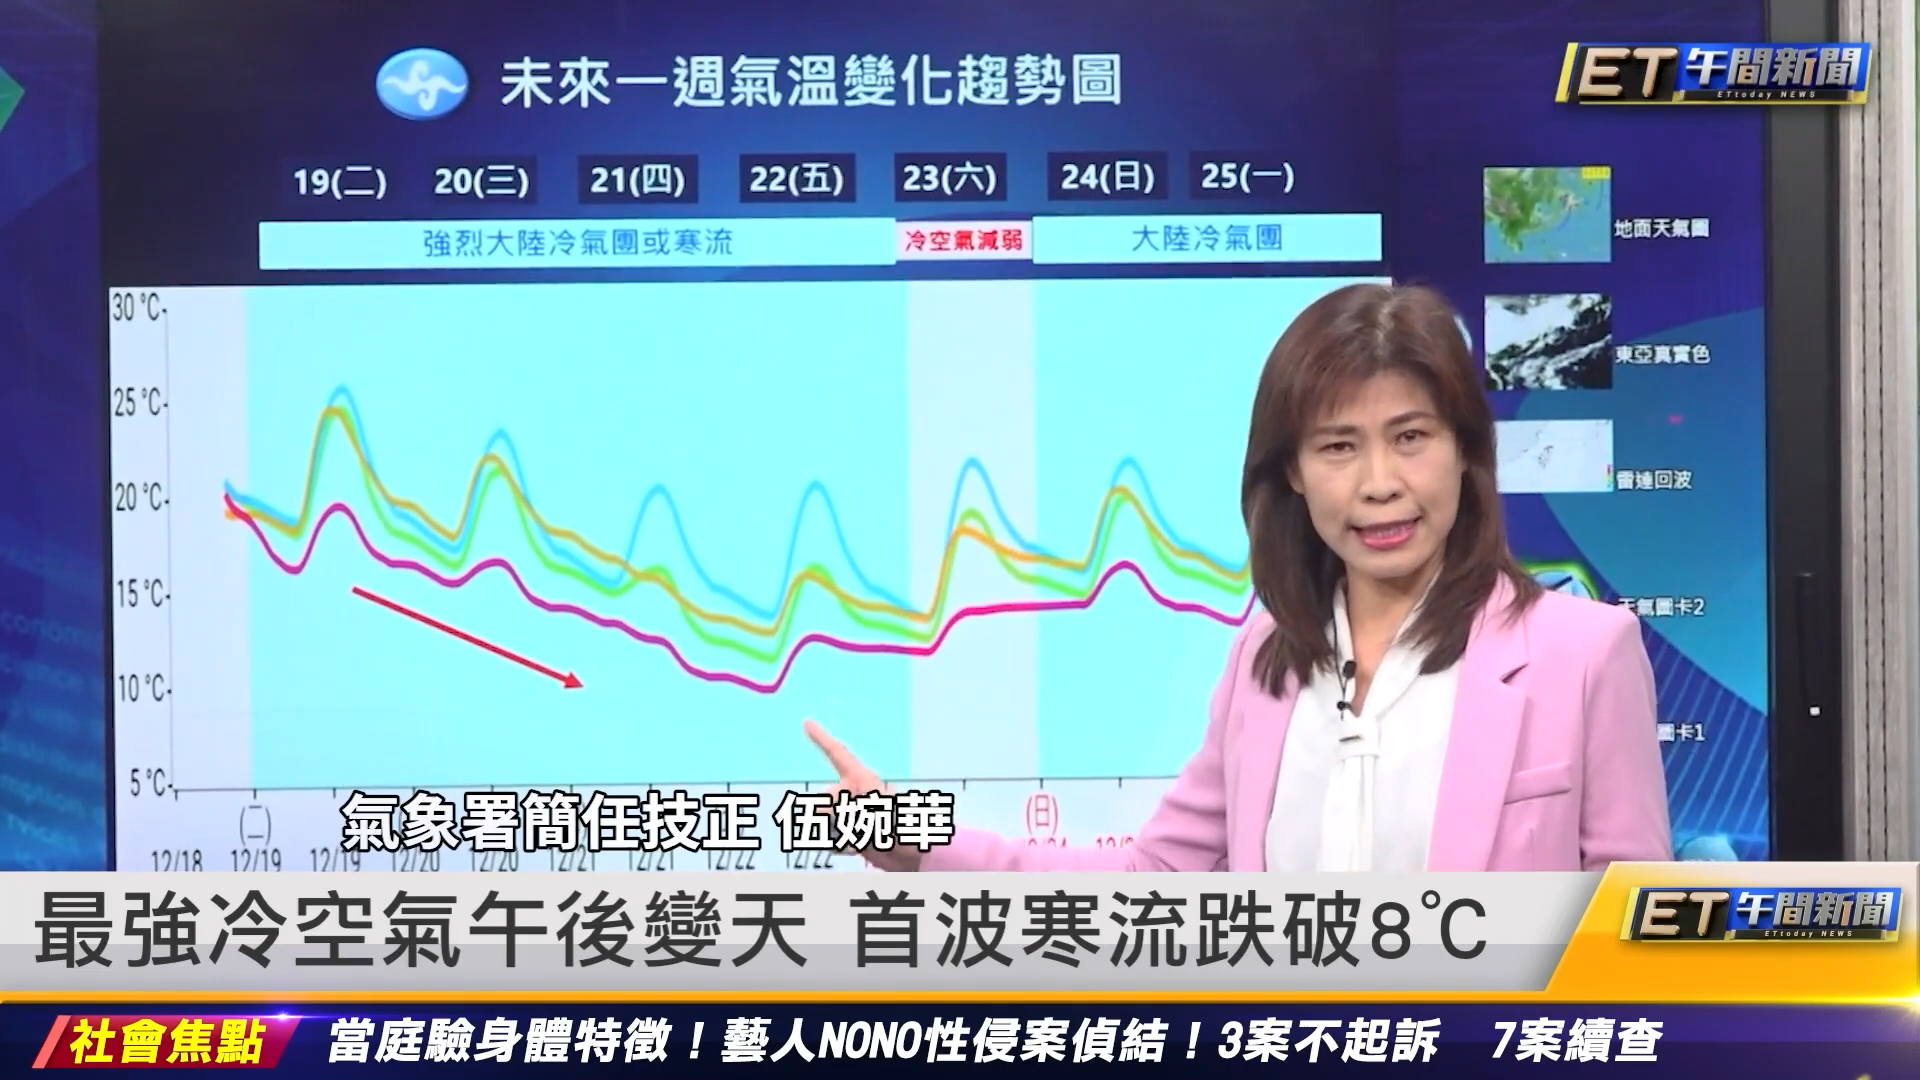 未來一週氣溫變化趨勢圖
ET午間新聞
ETtoday NEWS
19(二) 20(三) 21(四) 22(五) 23(六) 24(日) 25(一)
強烈大陸冷氣團或寒流 冷空氣減弱 大陸冷氣團
地面天氣圖
東亞真實色
雷達回波
天氣圖卡2
圖卡1
30℃
25℃
20℃
15℃
10℃
5℃
(二) (日)
12/18 12/19 12/19 12/20 12/20 12/21 12/21 12/22 12/22
氣象署簡任技正 伍婉華
最強冷空氣午後變天 首波寒流跌破8℃
ET午間新聞
ETtoday NEWS
社會焦點 當庭驗身體特徵！藝人NONO性侵案偵結！3案不起訴 7案續查